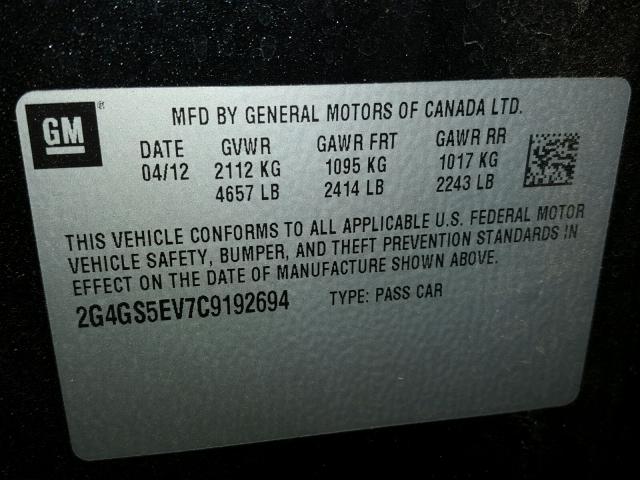 GM ®
MFD BY GENERAL MOTORS OF CANADA LTD.
DATE GVWR GAWR FRT GAWR RR
04/12 2112 KG 1095 KG 1017 KG
4657 LB 2414 LB 2243 LB
THIS VEHICLE CONFORMS TO ALL APPLICABLE U.S. FEDERAL MOTOR
VEHICLE SAFETY, BUMPER, AND THEFT PREVENTION STANDARDS IN
EFFECT ON THE DATE OF MANUFACTURE SHOWN ABOVE.
2G4GS5EV7C9192694 TYPE: PASS CAR